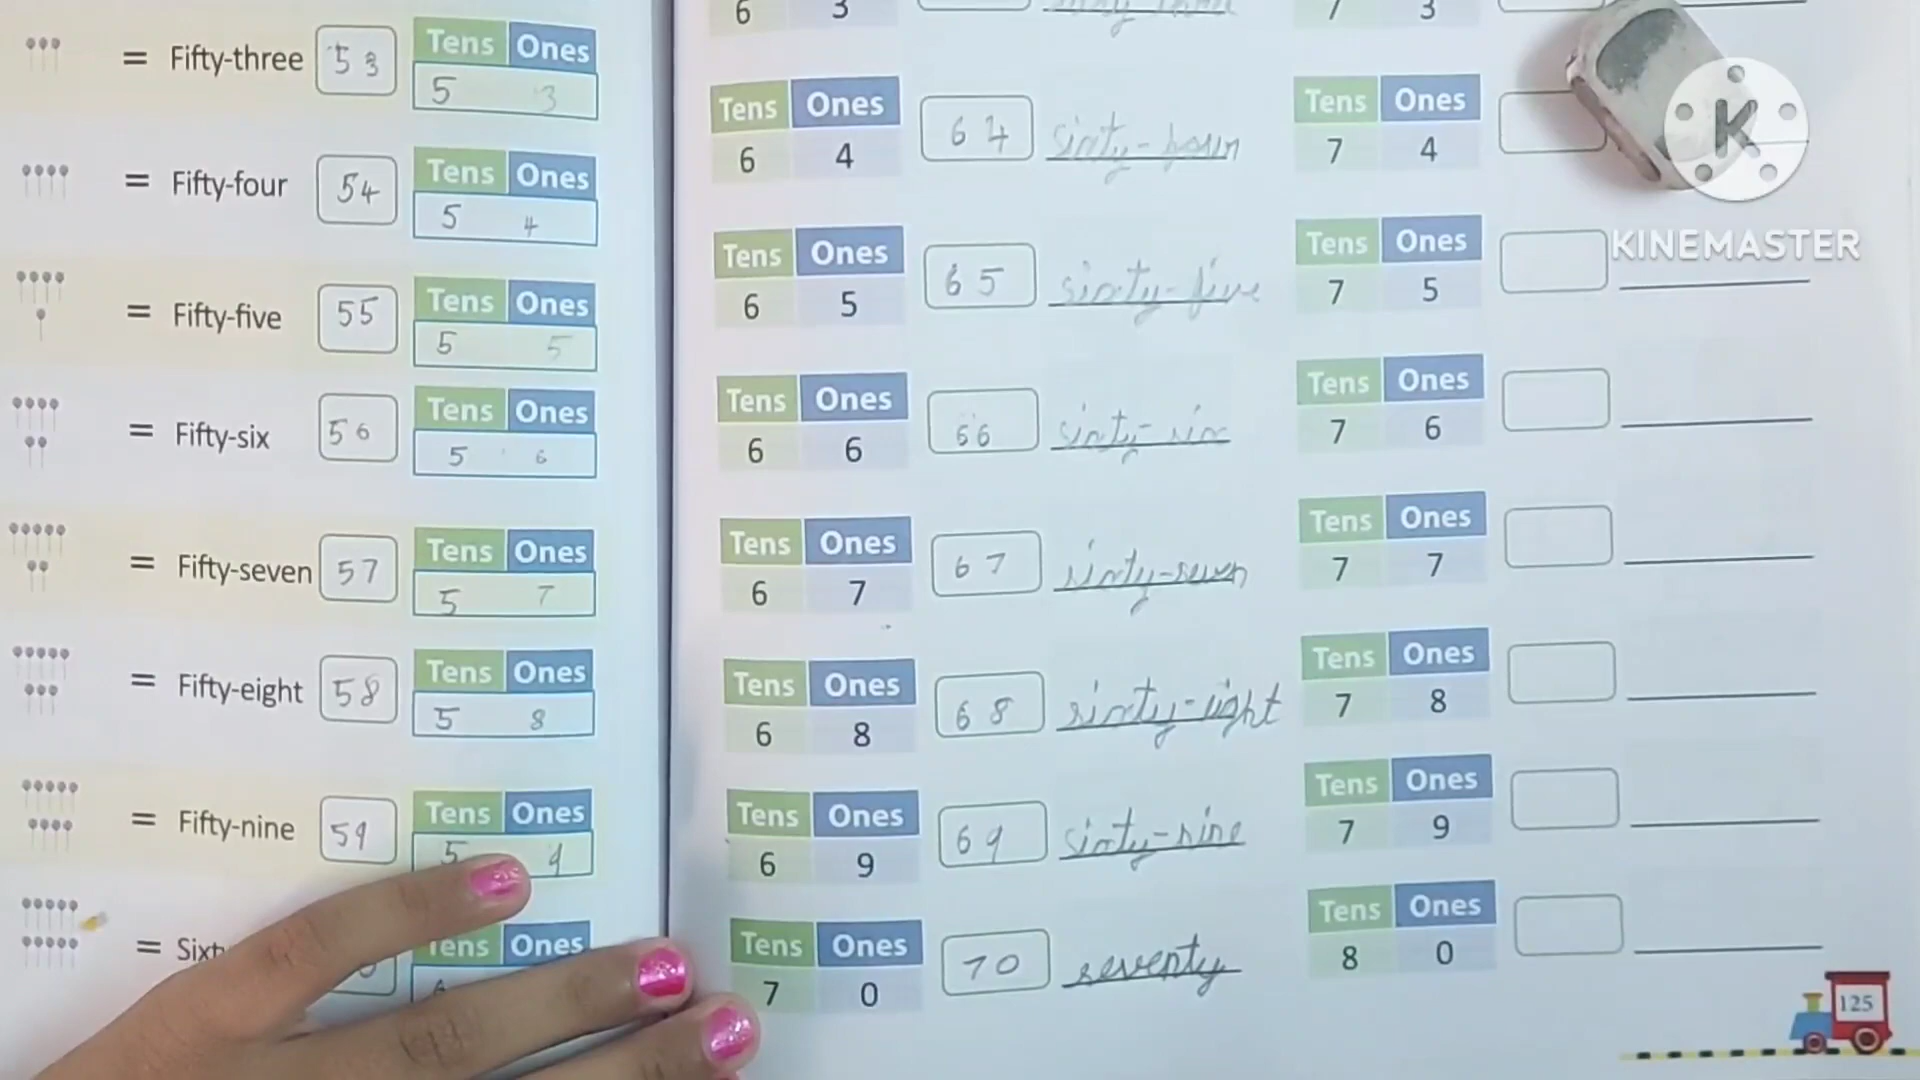 = Fifty-three 53
Tens Ones
5 3
= Fifty-four 54
Tens Ones
5 4
= Fifty-five 55
Tens Ones
5 5
= Fifty-six 56
Tens Ones
5 6
= Fifty-seven 57
Tens Ones
5 7
= Fifty-eight 58
Tens Ones
5 8
= Fifty-nine 59
Tens Ones
5 9
= Sixty
Tens Ones
6 3
Tens Ones
6 4 64 sixty-four
Tens Ones
6 5 65 sixty-five
Tens Ones
6 6 66 sixty-six
Tens Ones
6 7 67 sixty-seven
Tens Ones
6 8 68 sixty-eight
Tens Ones
6 9 69 sixty-nine
Tens Ones
7 0 70 seventy
7 3
Tens Ones
7 4
Tens Ones
7 5
Tens Ones
7 6
Tens Ones
7 7
Tens Ones
7 8
Tens Ones
7 9
Tens Ones
8 0
125
K
KINEMASTER